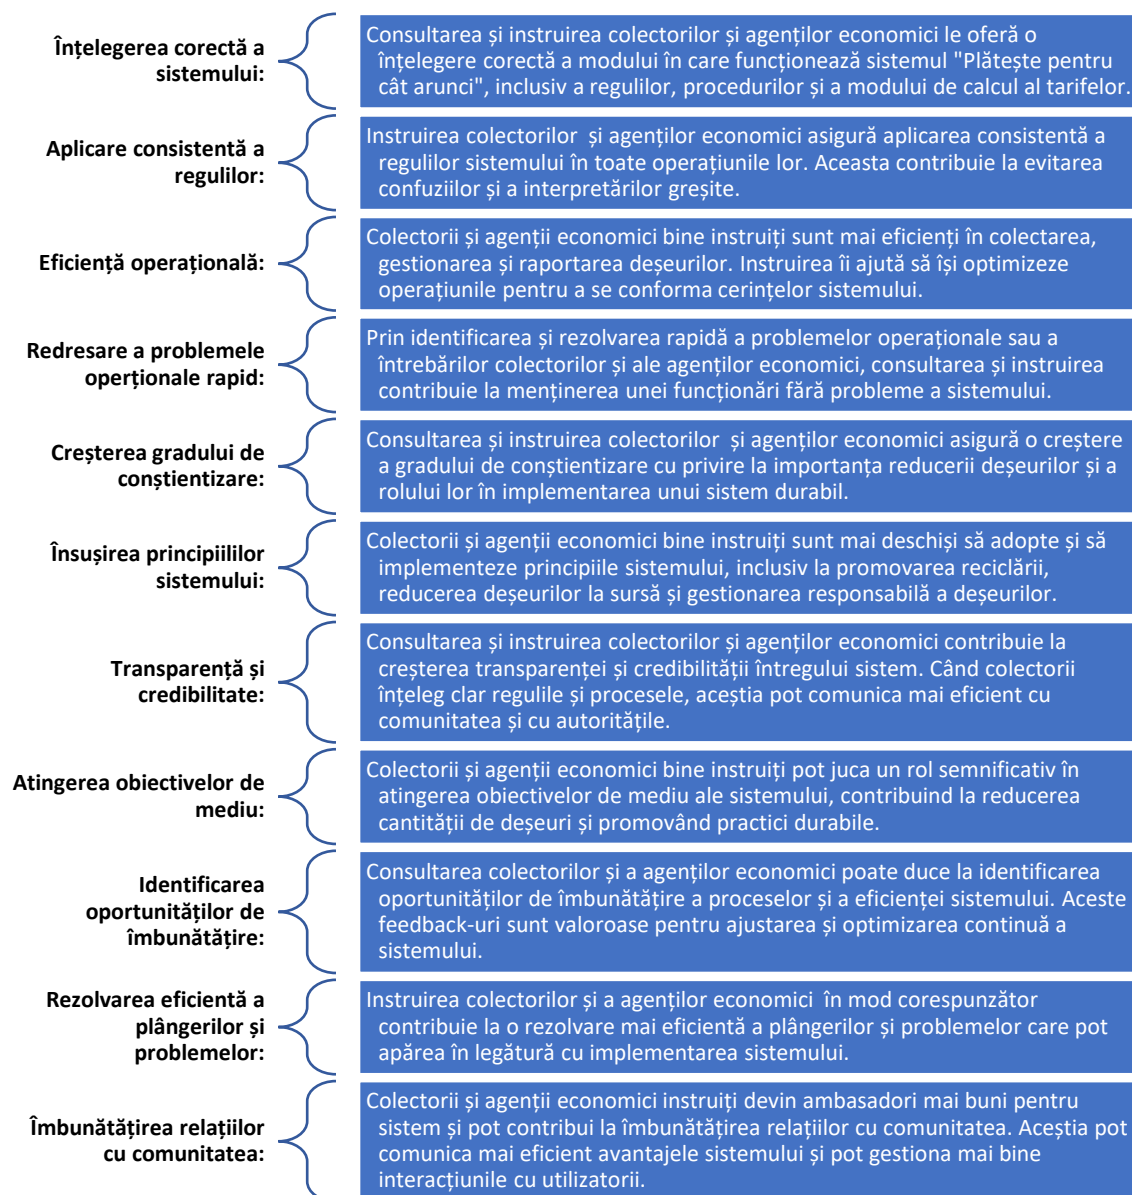 Înțelegerea corectă a
sistemului:
Consultarea și instruirea colectorilor și agenților economici le oferă o
înțelegere corectă a modului în care funcționează sistemul "Plătește pentru
cât arunci", inclusiv a regulilor, procedurilor și a modului de calcul al tarifelor.
Aplicare consistentă a
regulilor:
Instruirea colectorilor și agenților economici asigură aplicarea consistentă a
regulilor sistemului în toate operațiunile lor. Aceasta contribuie la evitarea
confuziilor și a interpretărilor greșite.
Eficiență operațională:
Colectorii și agenții economici bine instruiți sunt mai eficienți în colectarea,
gestionarea și raportarea deșeurilor. Instruirea îi ajută să își optimizeze
operațiunile pentru a se conforma cerințelor sistemului.
Redresare a problemele
operționale rapid:
Prin identificarea și rezolvarea rapidă a problemelor operaționale sau a
întrebărilor colectorilor și ale agenților economici, consultarea și instruirea
contribuie la menținerea unei funcționări fără probleme a sistemului.
Creșterea gradului de
conștientizare:
Consultarea și instruirea colectorilor și agenților economici asigură o creștere
a gradului de conștientizare cu privire la importanța reducerii deșeurilor și a
rolului lor în implementarea unui sistem durabil.
Însușirea principiililor
sistemului:
Colectorii și agenții economici bine instruiți sunt mai deschiși să adopte și să
implementeze principiile sistemului, inclusiv la promovarea reciclării,
reducerea deșeurilor la sursă și gestionarea responsabilă a deșeurilor.
Transparență și
credibilitate:
Consultarea și instruirea colectorilor și agenților economici contribuie la
creșterea transparenței și credibilității întregului sistem. Când colectorii
înțeleg clar regulile și procesele, aceștia pot comunica mai eficient cu
comunitatea și cu autoritățile.
Atingerea obiectivelor de
mediu:
Colectorii și agenții economici bine instruiți pot juca un rol semnificativ în
atingerea obiectivelor de mediu ale sistemului, contribuind la reducerea
cantității de deșeuri și promovând practici durabile.
Identificarea
oportunităților de
îmbunătățire:
Consultarea colectorilor și a agenților economici poate duce la identificarea
oportunităților de îmbunătățire a proceselor și a eficienței sistemului. Aceste
feedback-uri sunt valoroase pentru ajustarea și optimizarea continuă a
sistemului.
Rezolvarea eficientă a
plângerilor și
problemelor:
Instruirea colectorilor și a agenților economici în mod corespunzător
contribuie la o rezolvare mai eficientă a plângerilor și problemelor care pot
apărea în legătură cu implementarea sistemului.
Îmbunătățirea relațiilor
cu comunitatea:
Colectorii și agenții economici instruiți devin ambasadori mai buni pentru
sistem și pot contribui la îmbunătățirea relațiilor cu comunitatea. Aceștia pot
comunica mai eficient avantajele sistemului și pot gestiona mai bine
interacțiunile cu utilizatorii.